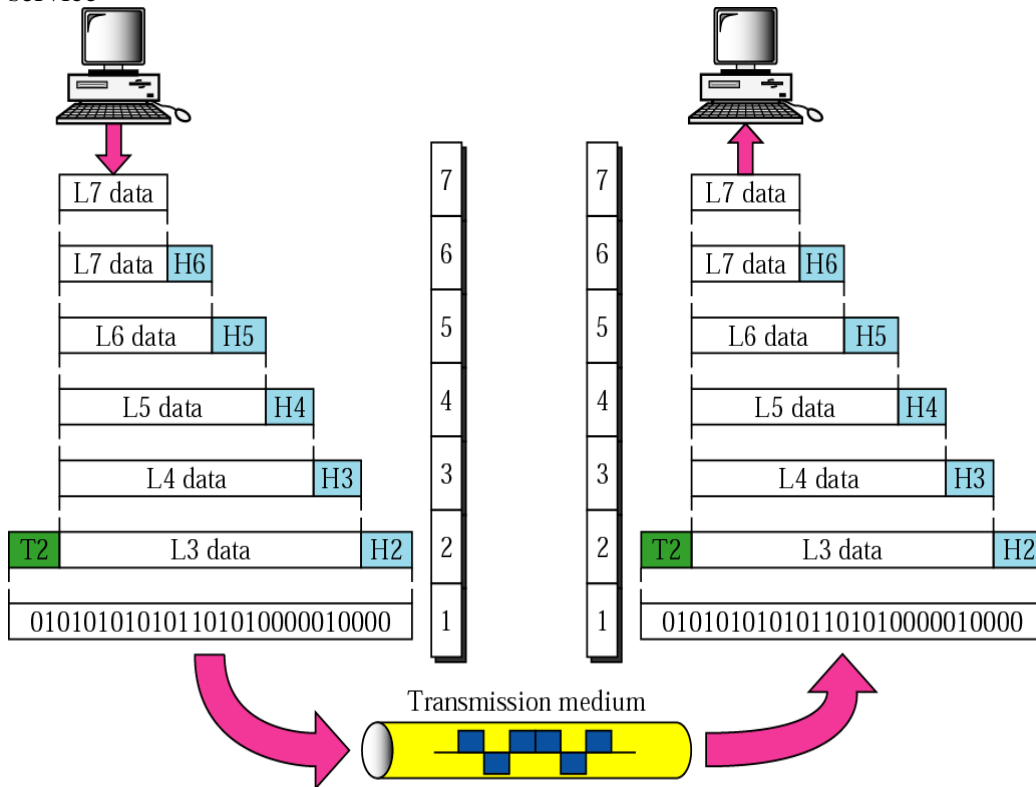 service
L7 data 7 7 L7 data
L7 data H6 6 6 L7 data H6
L6 data H5 5 5 L6 data H5
L5 data H4 4 4 L5 data H4
L4 data H3 3 3 L4 data H3
T2 L3 data H2 2 2 T2 L3 data H2
010101010101101010000010000 1 1 010101010101101010000010000
Transmission medium